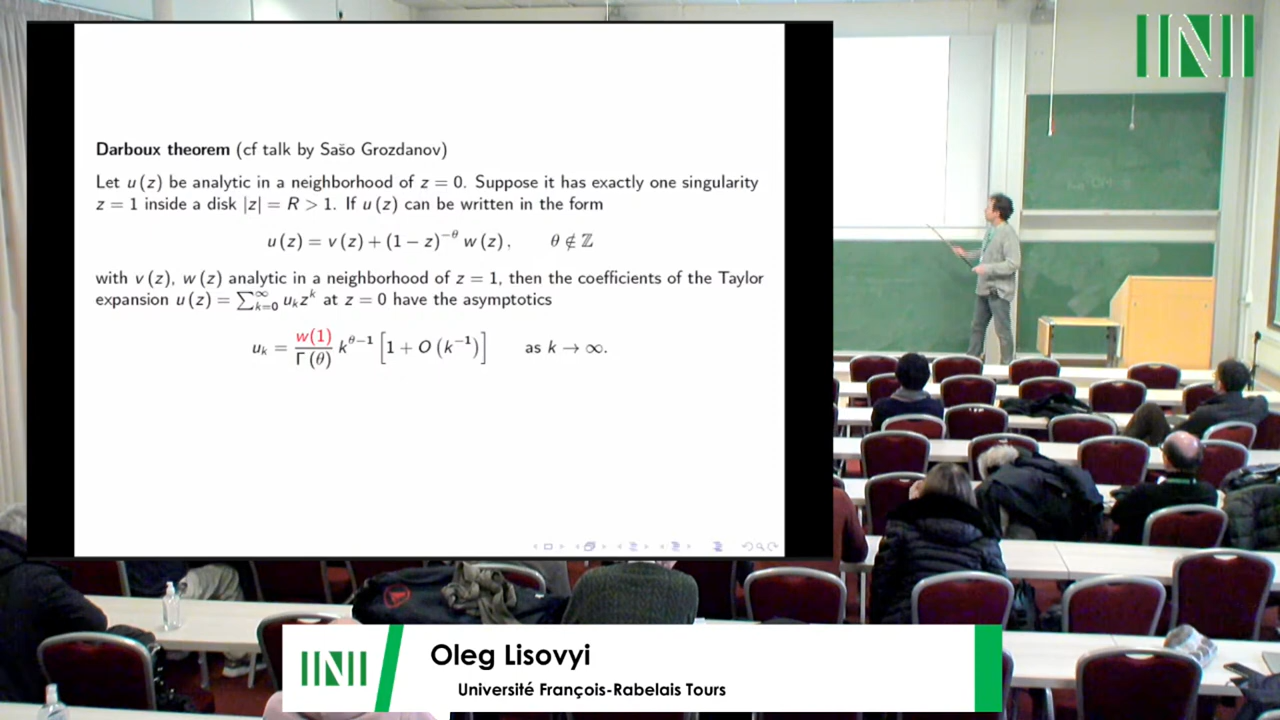 INI
Darboux theorem (cf talk by Sašo Grozdanov)
Let u(z) be analytic in a neighborhood of z = 0. Suppose it has exactly one singularity
z = 1 inside a disk |z| = R > 1. If u(z) can be written in the form
u(z) = v(z) + (1 − z)^{−θ} w(z),   θ ∉ ℤ
with v(z), w(z) analytic in a neighborhood of z = 1, then the coefficients of the Taylor
expansion u(z) = ∑_{k=0}^{∞} u_k z^k at z = 0 have the asymptotics
u_k = w(1)/Γ(θ) k^{θ−1} [1 + O(k^{−1})]   as k → ∞.
INI
Oleg Lisovyi
Université François-Rabelais Tours